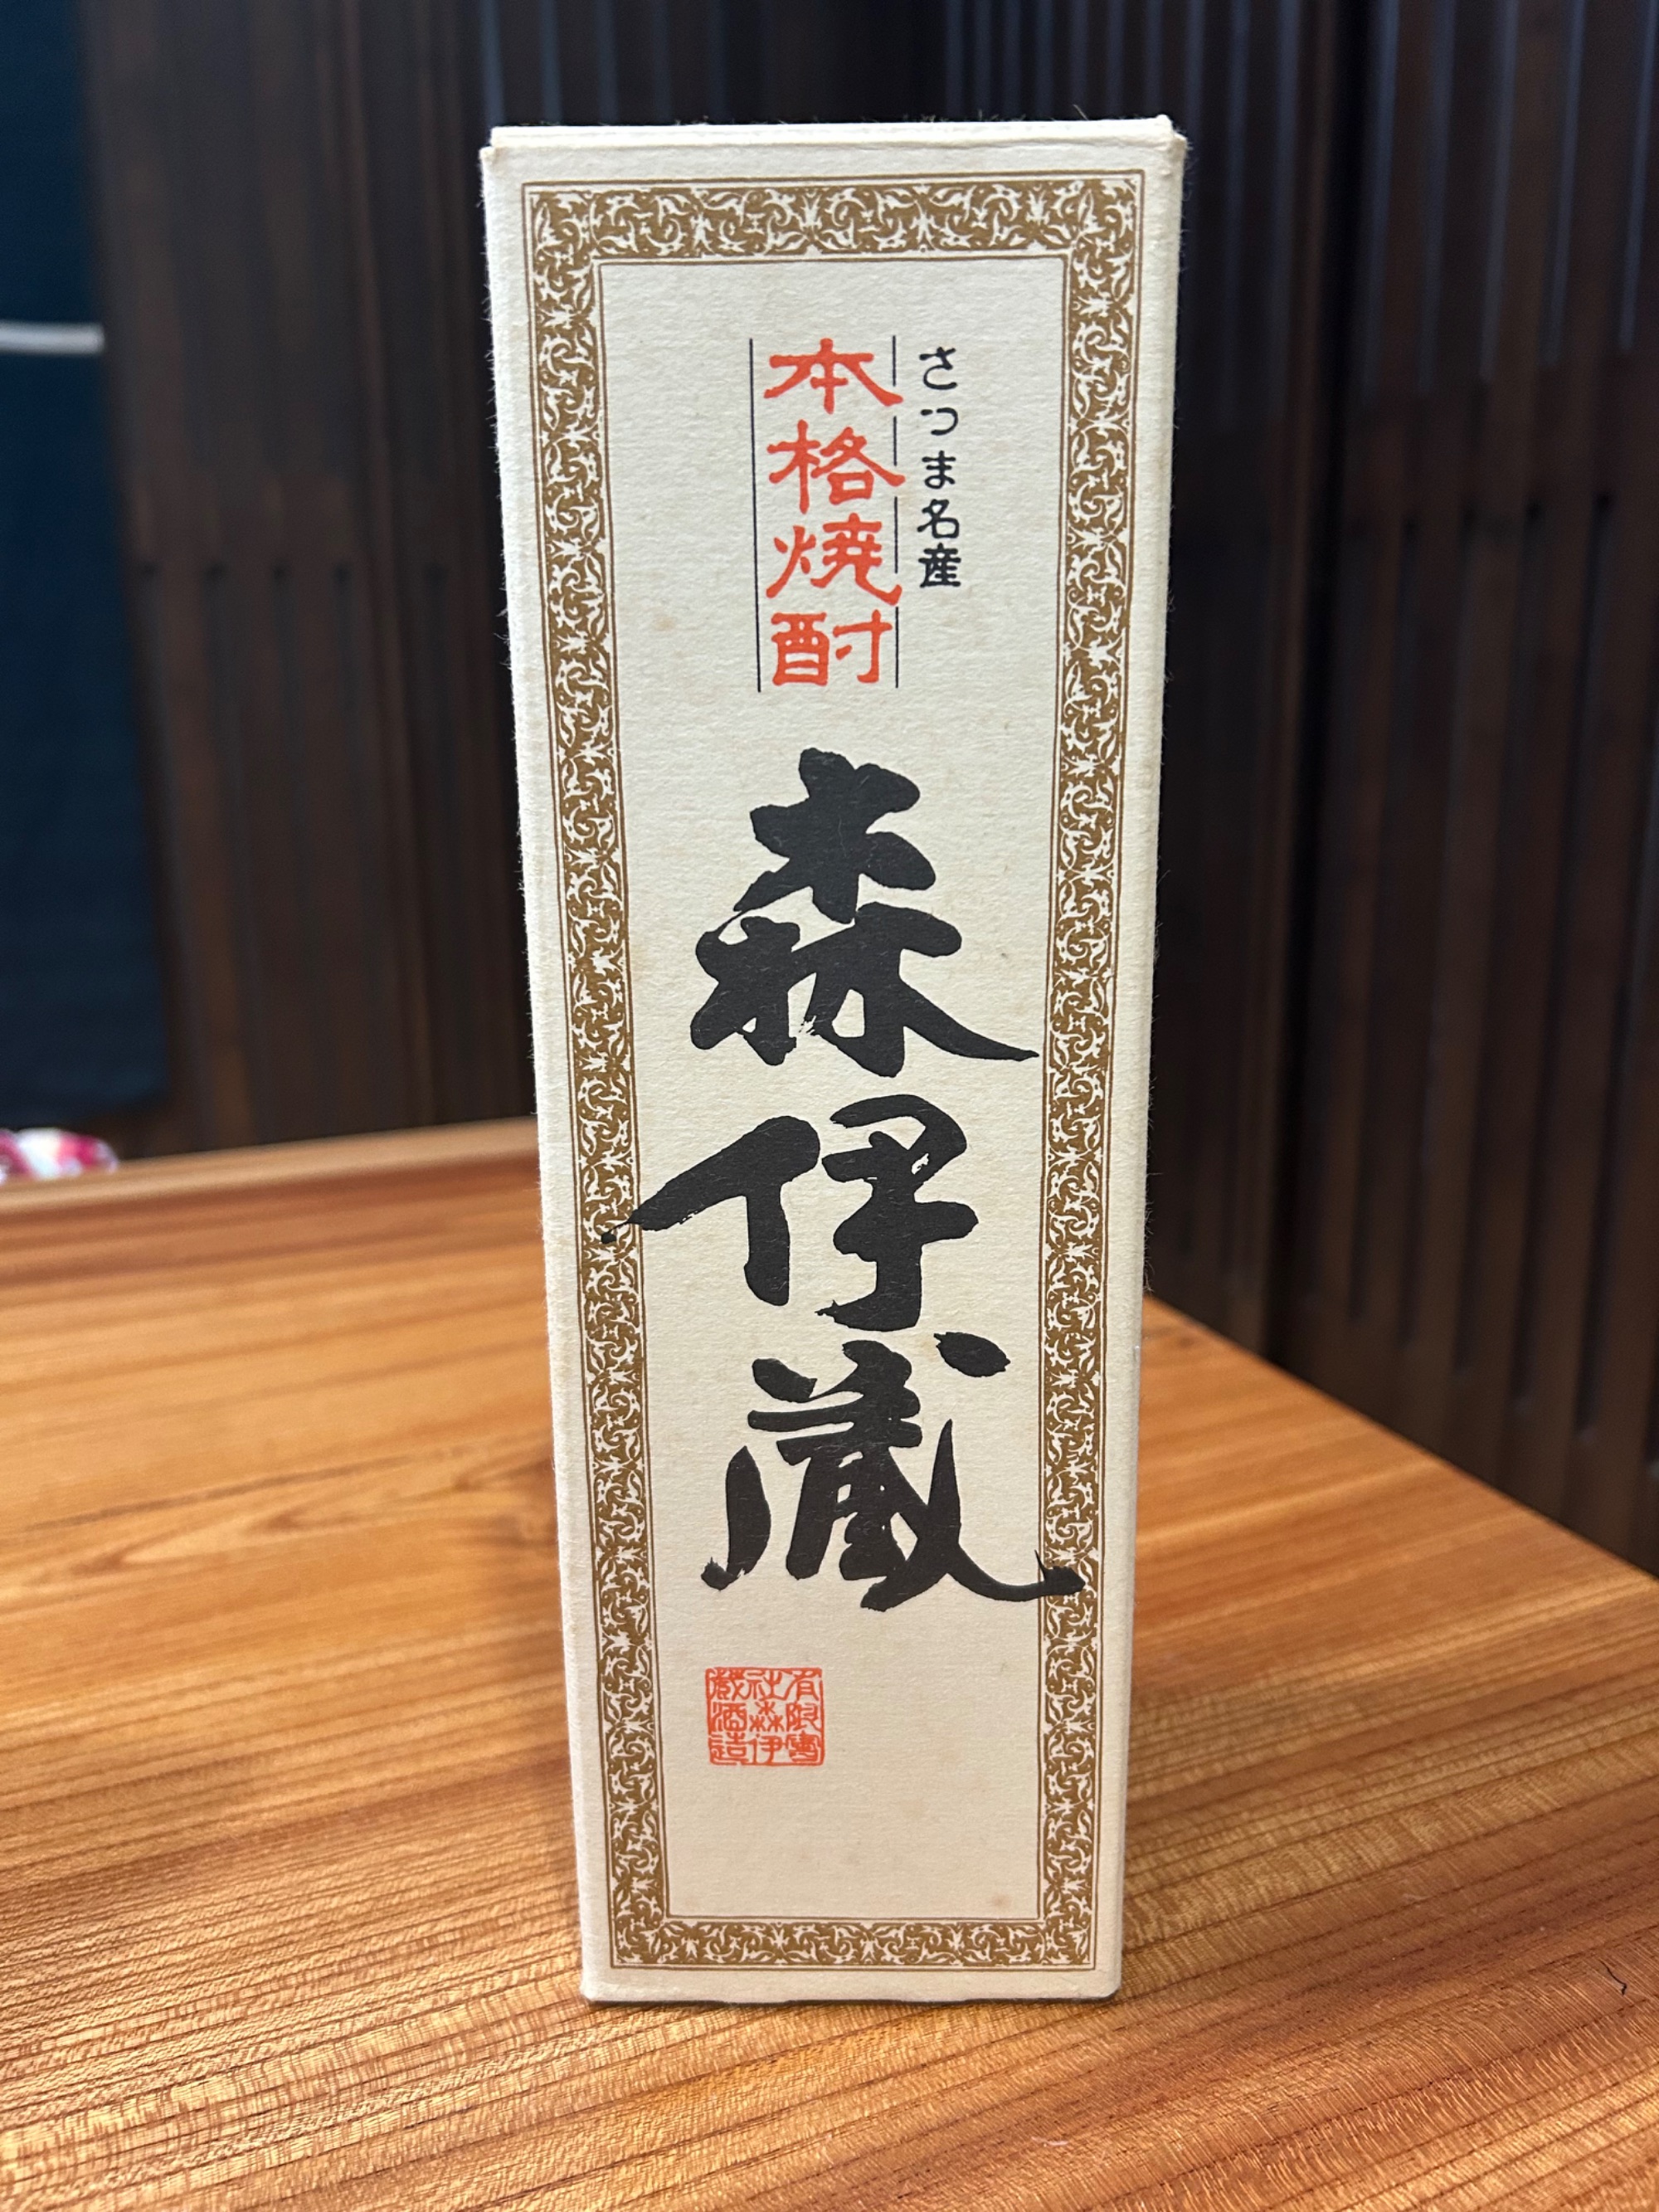 さつま名産
本格焼酎
森伊蔵
有限会
社森伊
蔵酒造